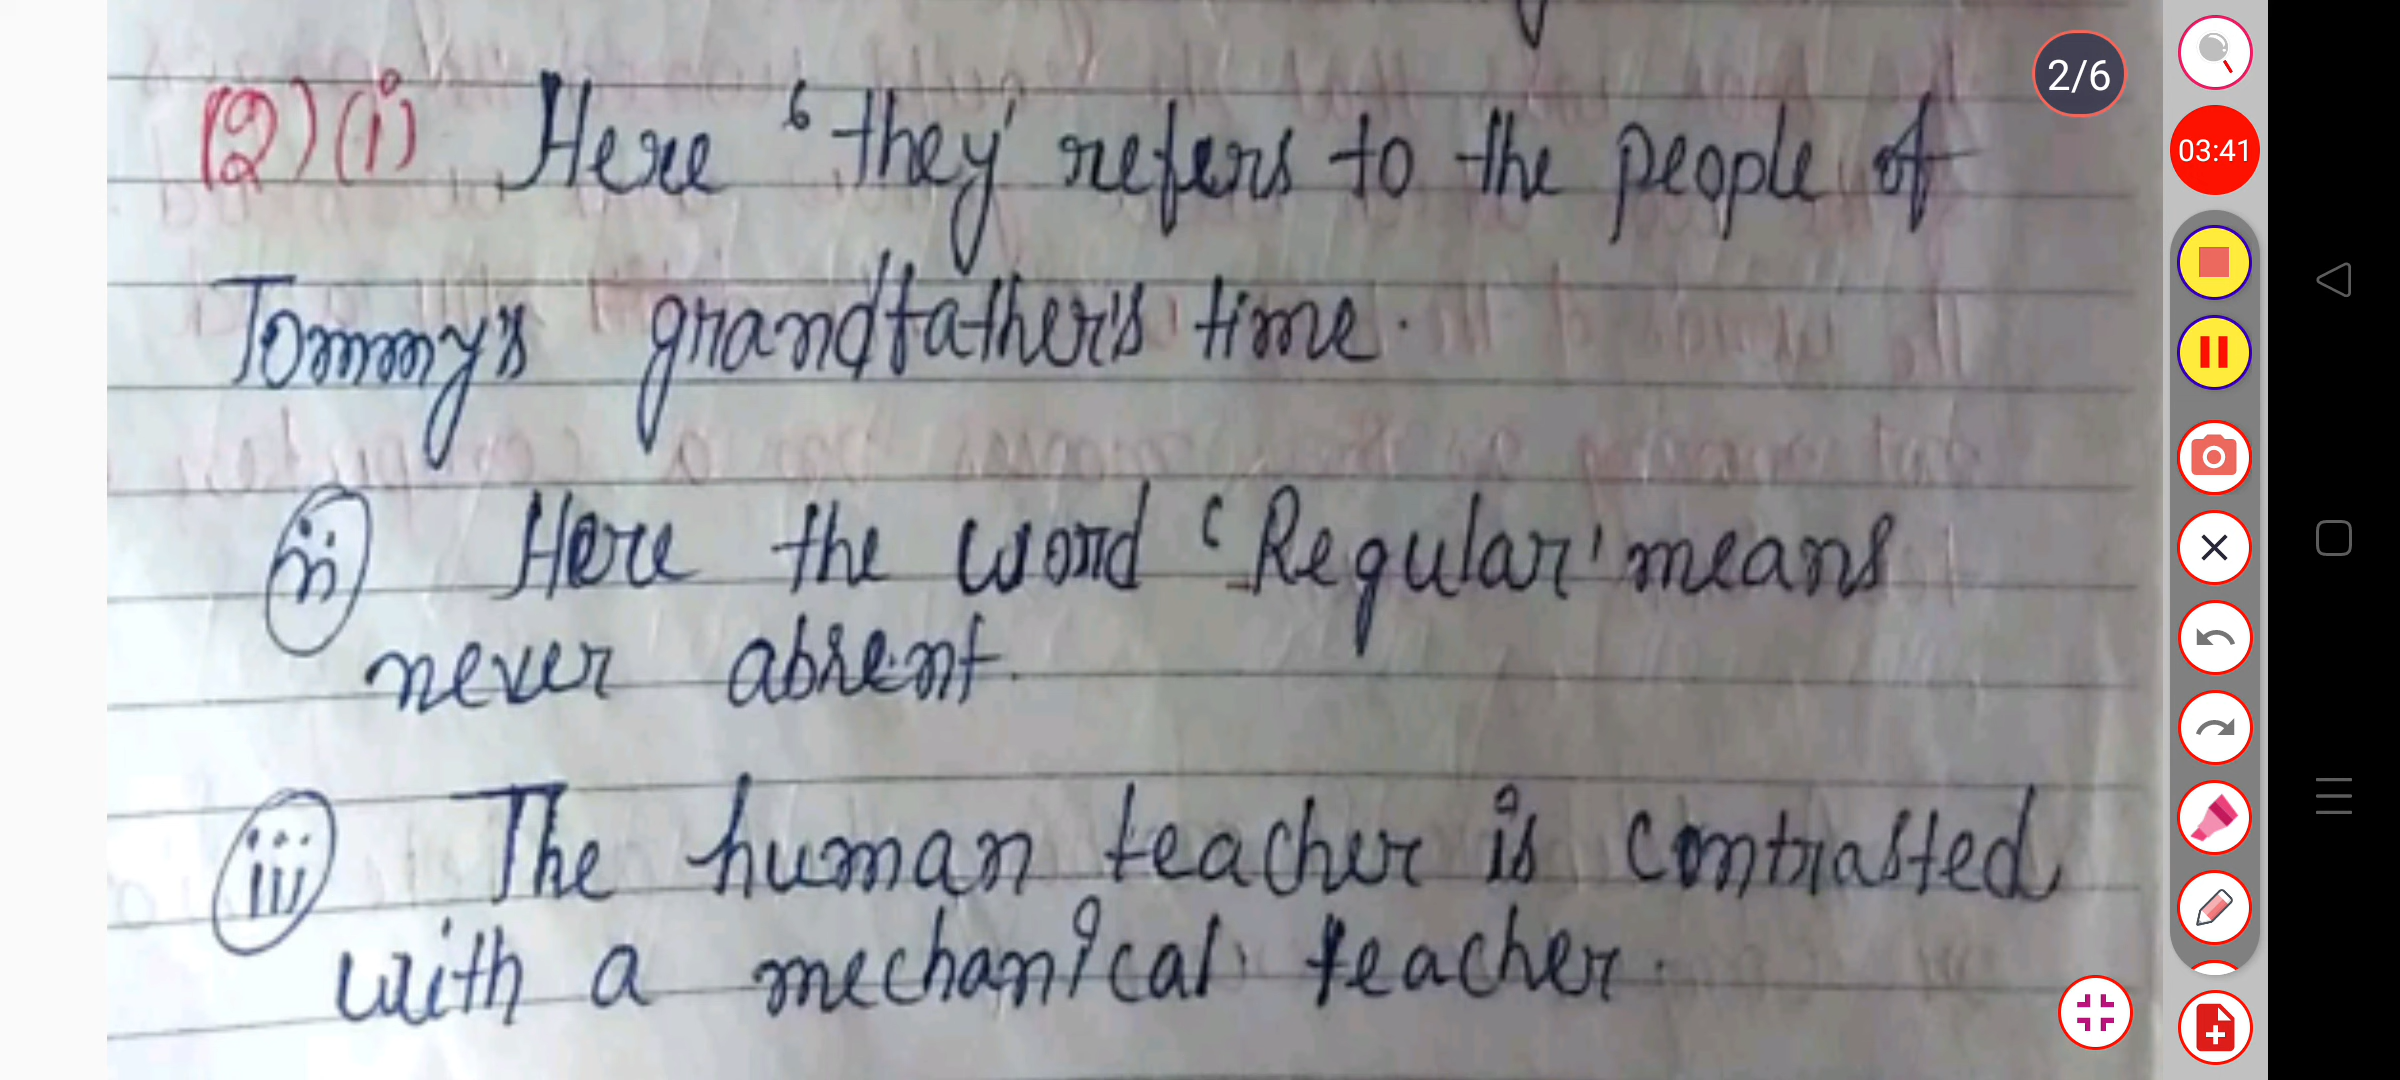 2/6
03:41
(2) (i) Here 'they' refers to the people of
Tommy's grandfather's time.
(ii) Here the word 'Regular' means
never absent.
(iii) The human teacher is contrasted
with a mechanical teacher.